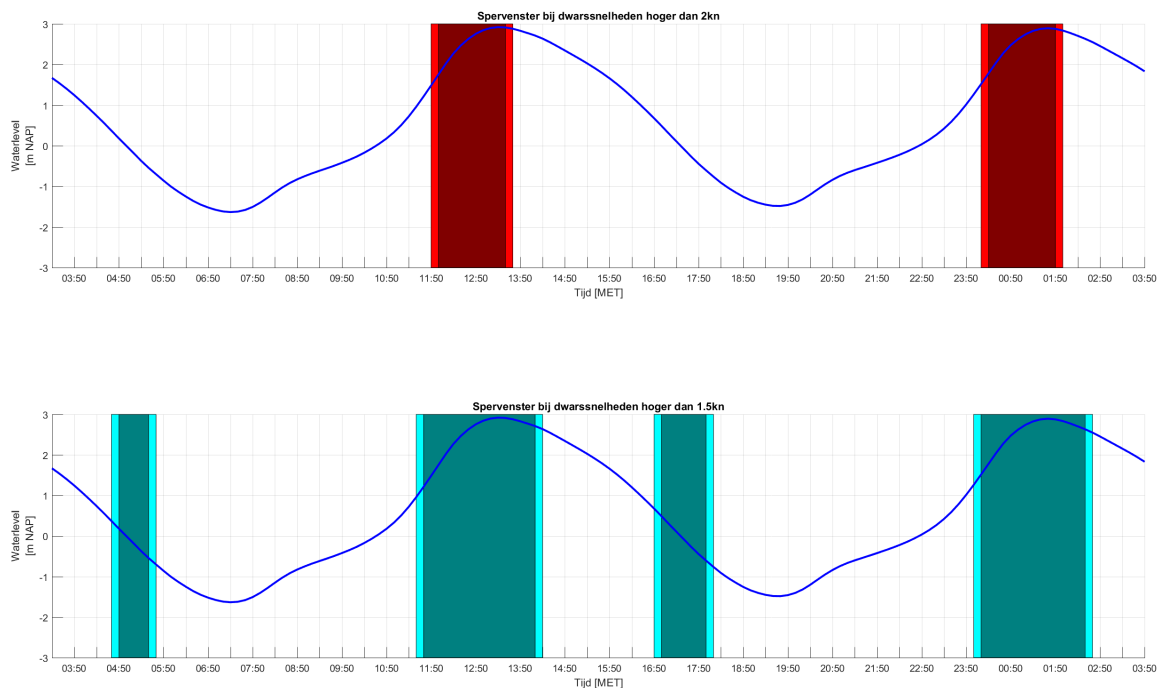 Spervenster bij dwarssnelheden hoger dan 2kn
3
2
1
0
-1
-2
-3
Waterlevel
[m NAP]
03:50 04:50 05:50 06:50 07:50 08:50 09:50 10:50 11:50 12:50 13:50 14:50 15:50 16:50 17:50 18:50 19:50 20:50 21:50 22:50 23:50 00:50 01:50 02:50 03:50
Tijd [MET]
Spervenster bij dwarssnelheden hoger dan 1.5kn
3
2
1
0
-1
-2
-3
Waterlevel
[m NAP]
03:50 04:50 05:50 06:50 07:50 08:50 09:50 10:50 11:50 12:50 13:50 14:50 15:50 16:50 17:50 18:50 19:50 20:50 21:50 22:50 23:50 00:50 01:50 02:50 03:50
Tijd [MET]